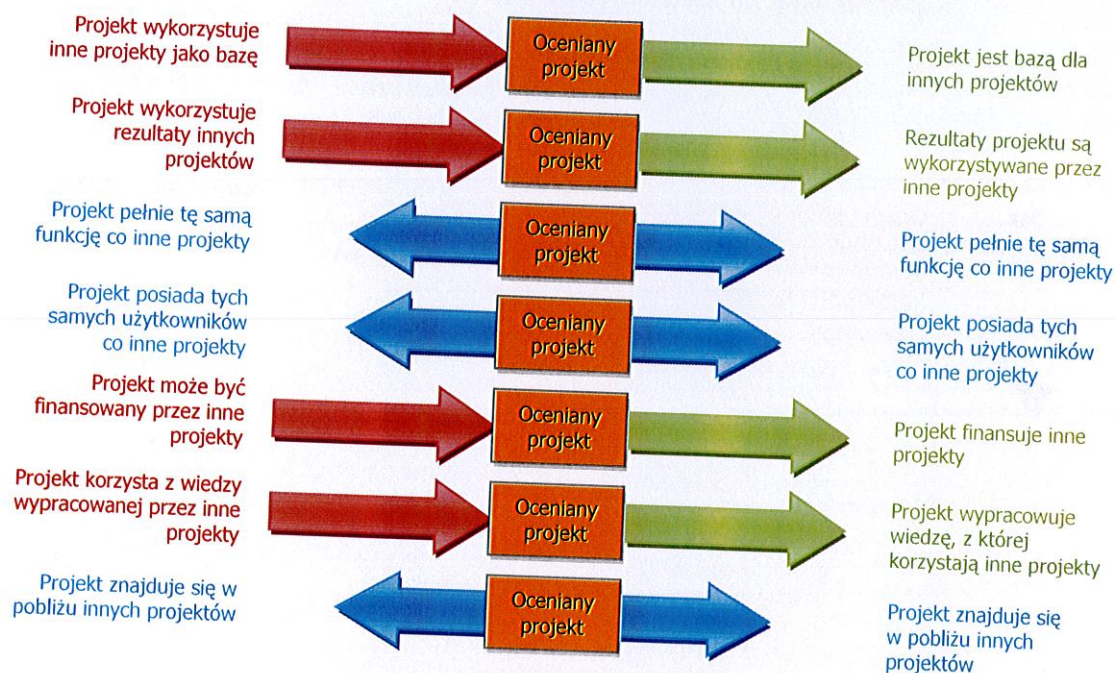 Projekt wykorzystuje
inne projekty jako bazę
Oceniany
projekt
Projekt jest bazą dla
innych projektów
Projekt wykorzystuje
rezultaty innych
projektów
Oceniany
projekt
Rezultaty projektu są
wykorzystywane przez
inne projekty
Projekt pełnie tę samą
funkcję co inne projekty
Oceniany
projekt
Projekt pełnie tę samą
funkcję co inne projekty
Projekt posiada tych
samych użytkowników
co inne projekty
Oceniany
projekt
Projekt posiada tych
samych użytkowników
co inne projekty
Projekt może być
finansowany przez inne
projekty
Oceniany
projekt
Projekt finansuje inne
projekty
Projekt korzysta z wiedzy
wypracowanej przez inne
projekty
Oceniany
projekt
Projekt wypracowuje
wiedzę, z której
korzystają inne projekty
Projekt znajduje się w
pobliżu innych projektów
Oceniany
projekt
Projekt znajduje się
w pobliżu innych
projektów